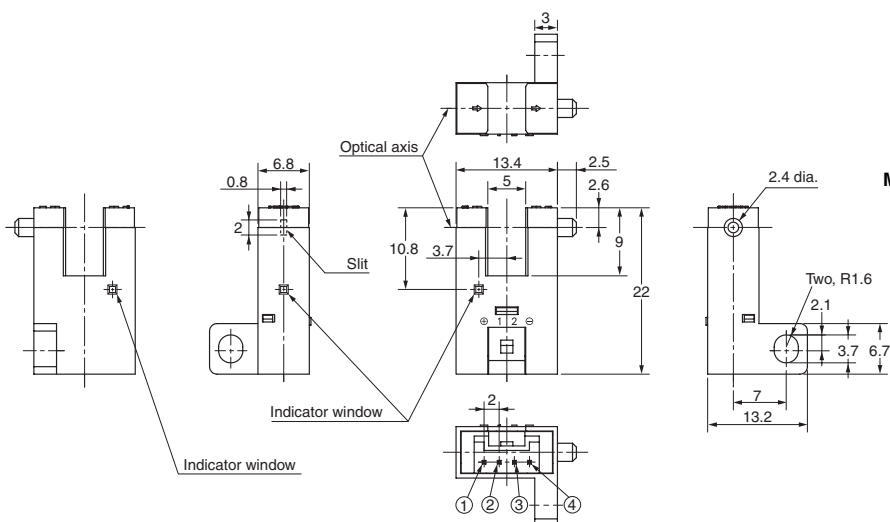 3
Optical axis
6.8
13.4
2.5
0.8
5
2.6
2.4 dia.
M
2
10.8
3.7
9
Slit
22
Two, R1.6
⊕ 1 2 ⊖
2.1
3.7
6.7
7
Indicator window
2
13.2
Indicator window
① ② ③ ④